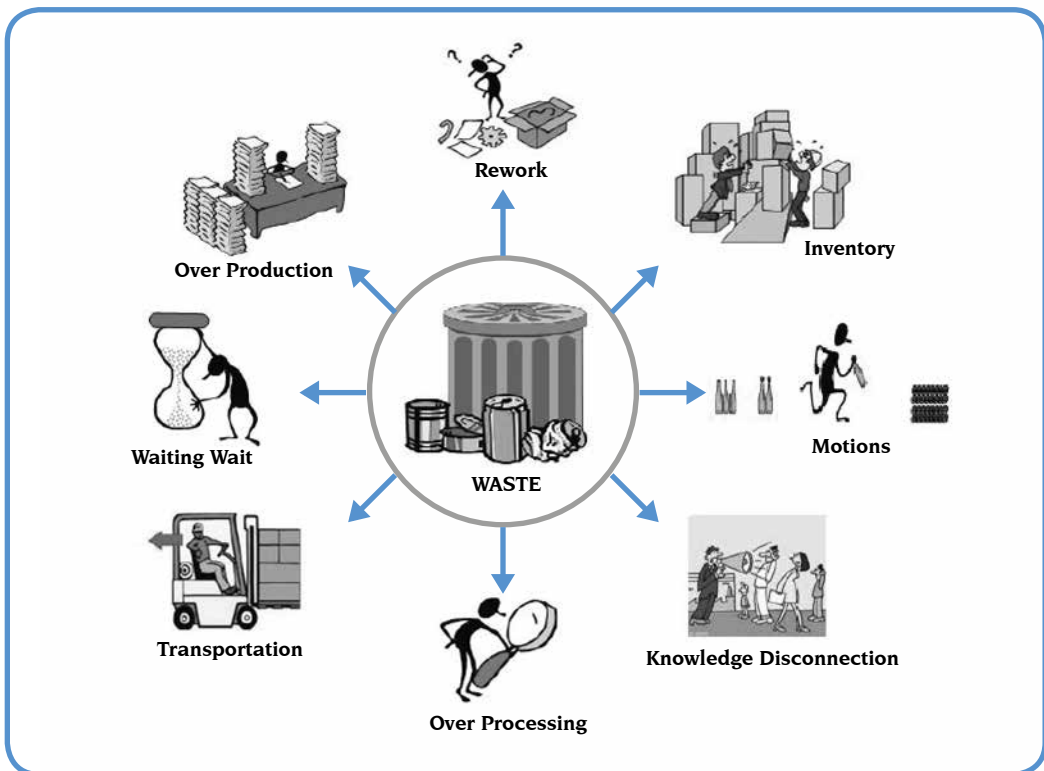 Rework
Inventory
Over Production
Motions
Waiting Wait
WASTE
Transportation
Knowledge Disconnection
Over Processing